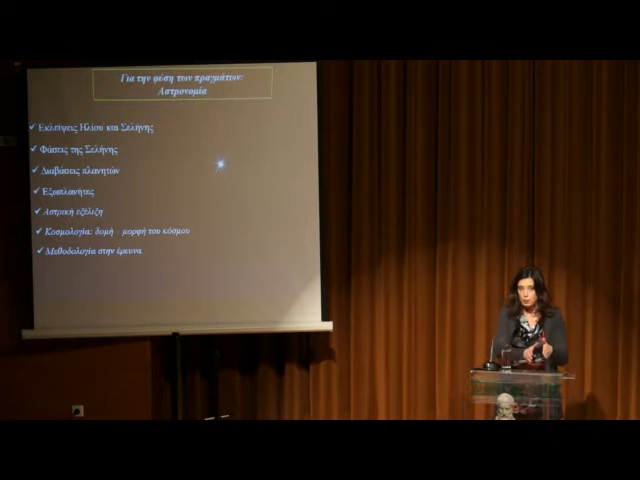 Για την φύση των πραγμάτων:
Αστρονομία
✓ Εκλείψεις Ηλίου και Σελήνης
✓ Φάσεις της Σελήνης
✓ Διαβάσεις πλανητών
✓ Εξωπλανήτες
✓ Αστρική εξέλιξη
✓ Κοσμολογία: δομή μορφή του κόσμου
✓ Μεθοδολογία στην έρευνα